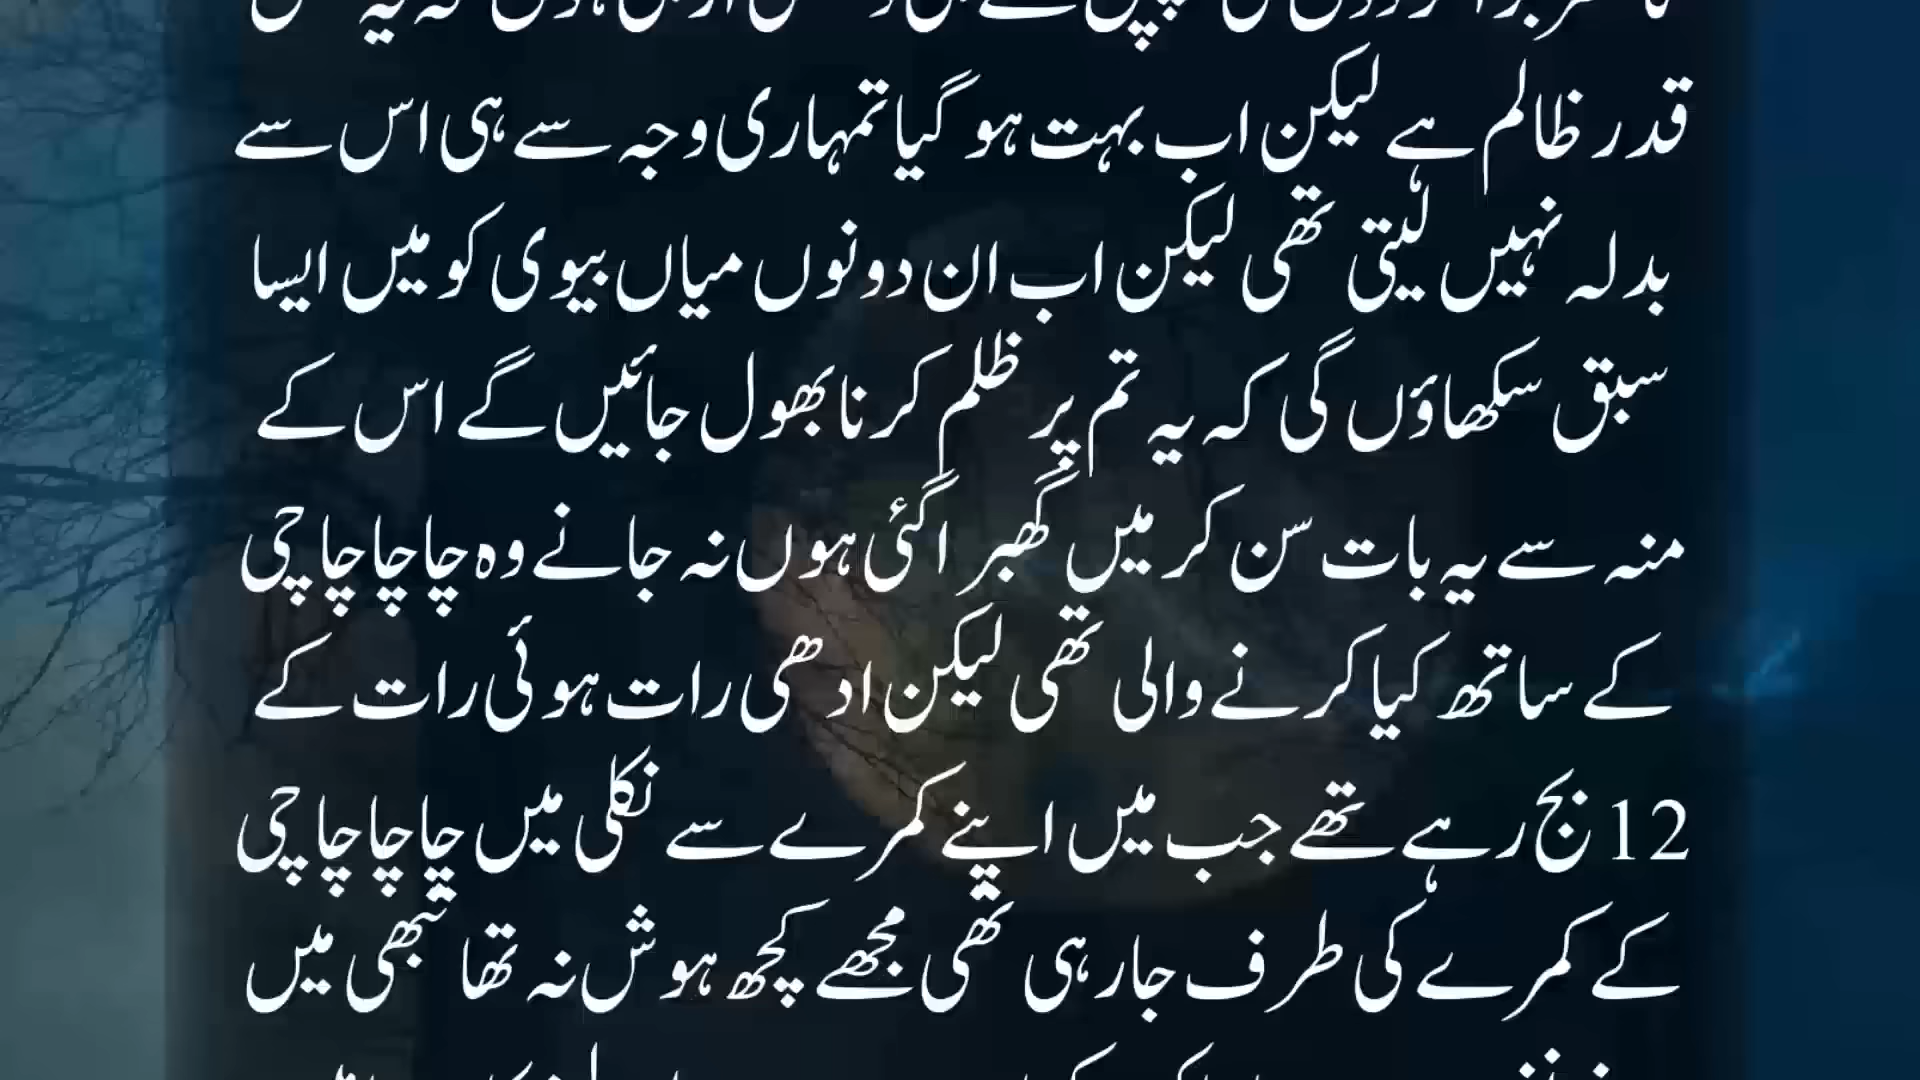 قدر ظالم ہے لیکن اب بہت ہو گیا تمہاری وجہ سے ہی اس سے
بدلہ نہیں لیتی تھی لیکن اب ان دونوں میاں بیوی کو میں ایسا
سبق سکھاؤں گی کہ یہ تم پر ظلم کرنا بھول جائیں گے اس کے
منہ سے یہ بات سن کر میں گھبرا گئی ہوں نہ جانے وہ چاچا چاچی
کے ساتھ کیا کرنے والی تھی لیکن ادھی رات ہوئی رات کے
12 بج رہے تھے جب میں اپنے کمرے سے نکلی میں چاچا چاچی
کے کمرے کی طرف جا رہی تھی مجھے کچھ ہوش نہ تھا تبھی میں